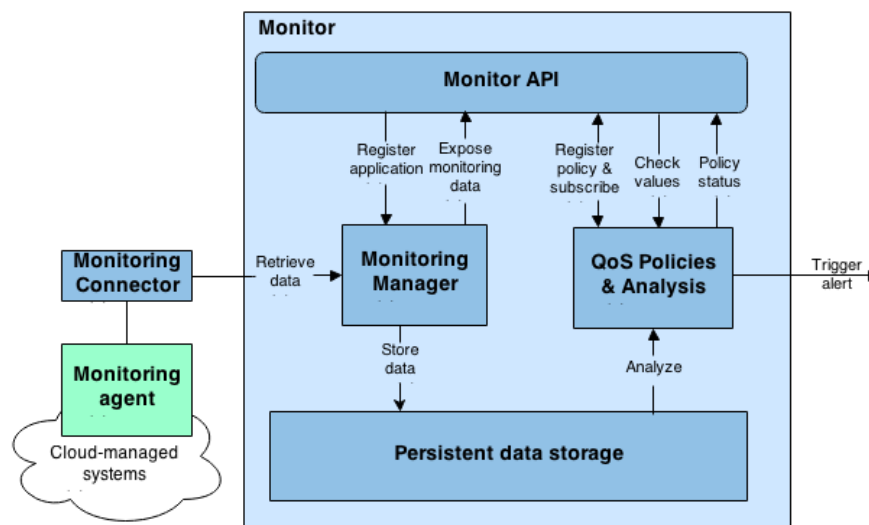 Monitor
Monitor API
Register
application
Expose
monitoring
data
Register
policy &
subscribe
Check
values
Policy
status
Monitoring
Connector
Retrieve
data
Monitoring
Manager
QoS Policies
& Analysis
Trigger
alert
Monitoring
agent
Store
data
Analyze
Cloud-managed
systems
Persistent data storage